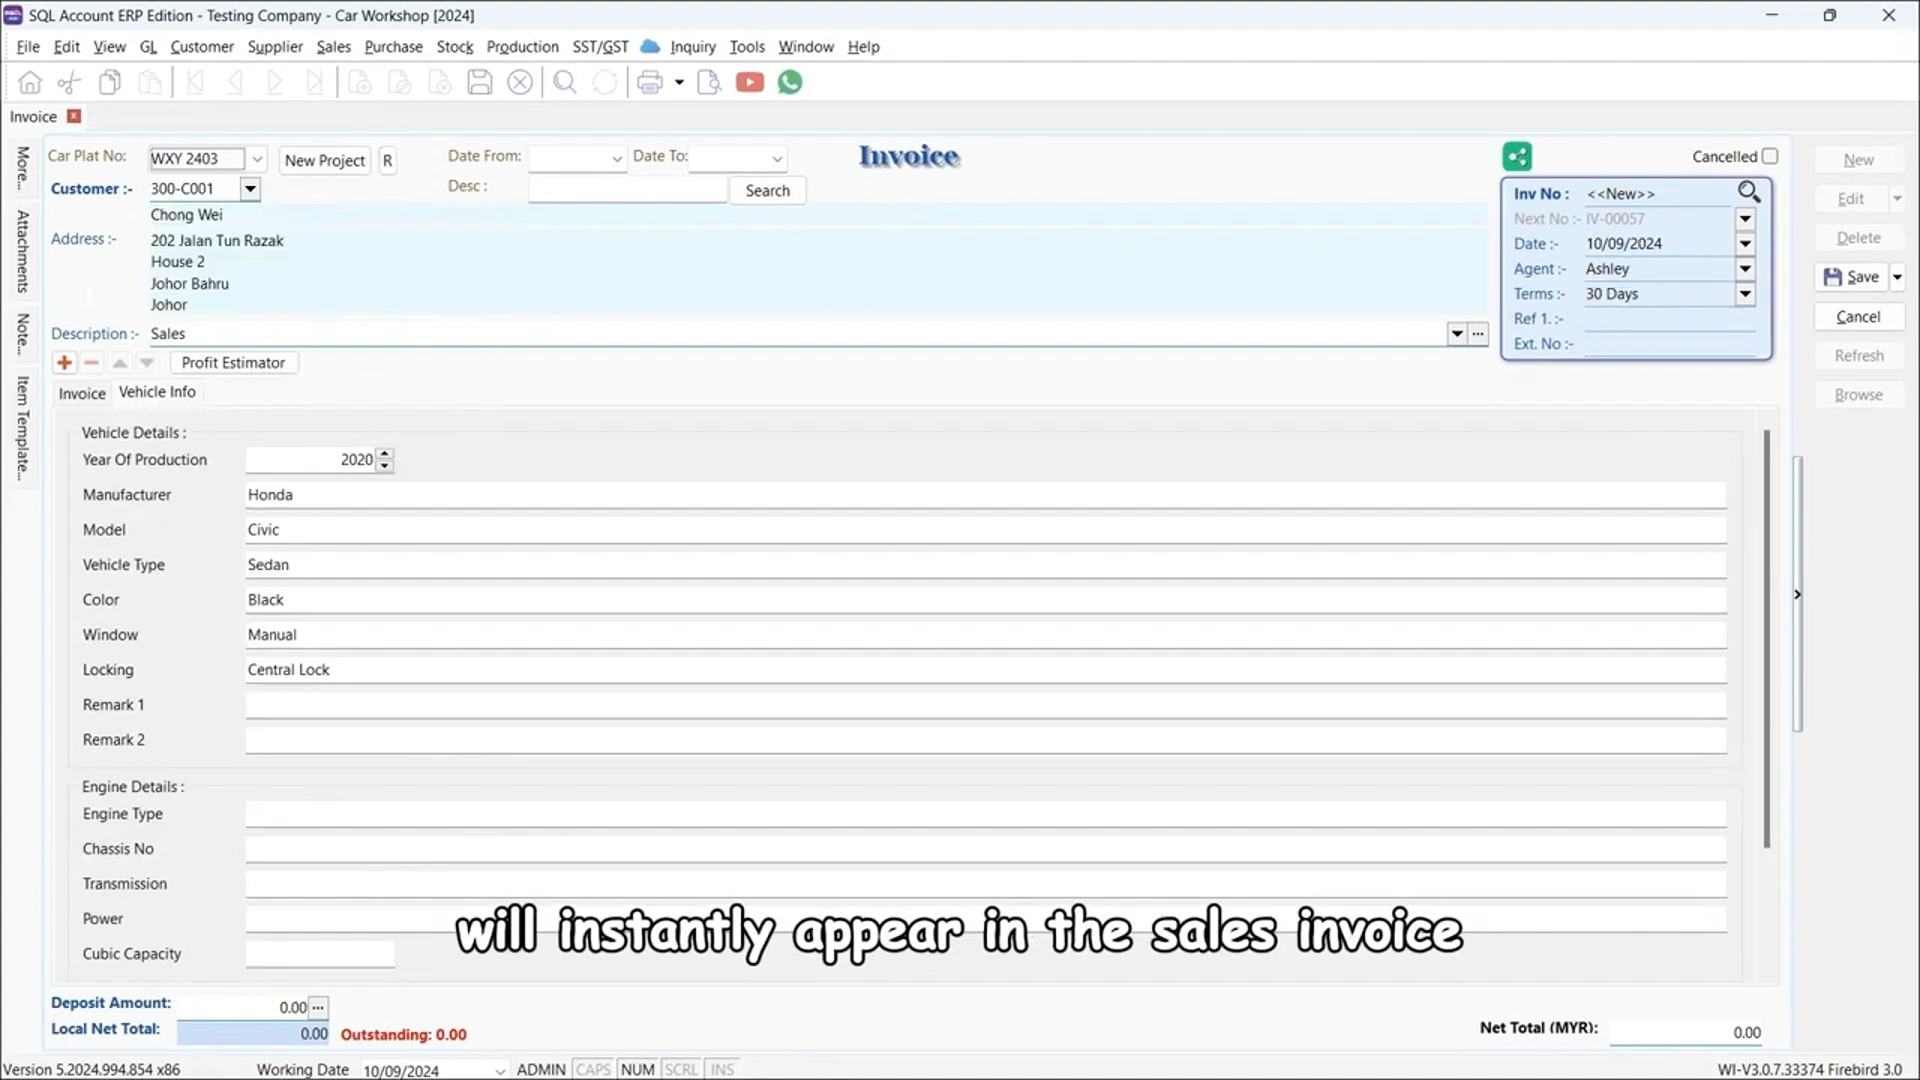 SQL Account ERP Edition - Testing Company - Car Workshop [2024]
File Edit View GL Customer Supplier Sales Purchase Stock Production SST/GST Inquiry Tools Window Help
Invoice
More...
Attachments
Note...
Item Template...
Car Plat No: WXY 2403 New Project R Date From: Date To: Invoice Cancelled
Customer :- 300-C001 Desc : Search
Chong Wei
Address :- 202 Jalan Tun Razak
House 2
Johor Bahru
Johor
Description :- Sales
Inv No : <<New>>
Next No :- IV-00057
Date :- 10/09/2024
Agent :- Ashley
Terms :- 30 Days
Ref 1. :-
Ext. No :-
New
Edit
Delete
Save
Cancel
Refresh
Browse
Profit Estimator
Invoice Vehicle Info
Vehicle Details :
Year Of Production 2020
Manufacturer Honda
Model Civic
Vehicle Type Sedan
Color Black
Window Manual
Locking Central Lock
Remark 1
Remark 2
Engine Details :
Engine Type
Chassis No
Transmission
Power
Cubic Capacity
will instantly appear in the sales invoice
Deposit Amount: 0.00
Local Net Total: 0.00 Outstanding: 0.00
Net Total (MYR): 0.00
Version 5.2024.994.854 x86 Working Date 10/09/2024 ADMIN CAPS NUM SCRL INS WI-V3.0.7.33374 Firebird 3.0